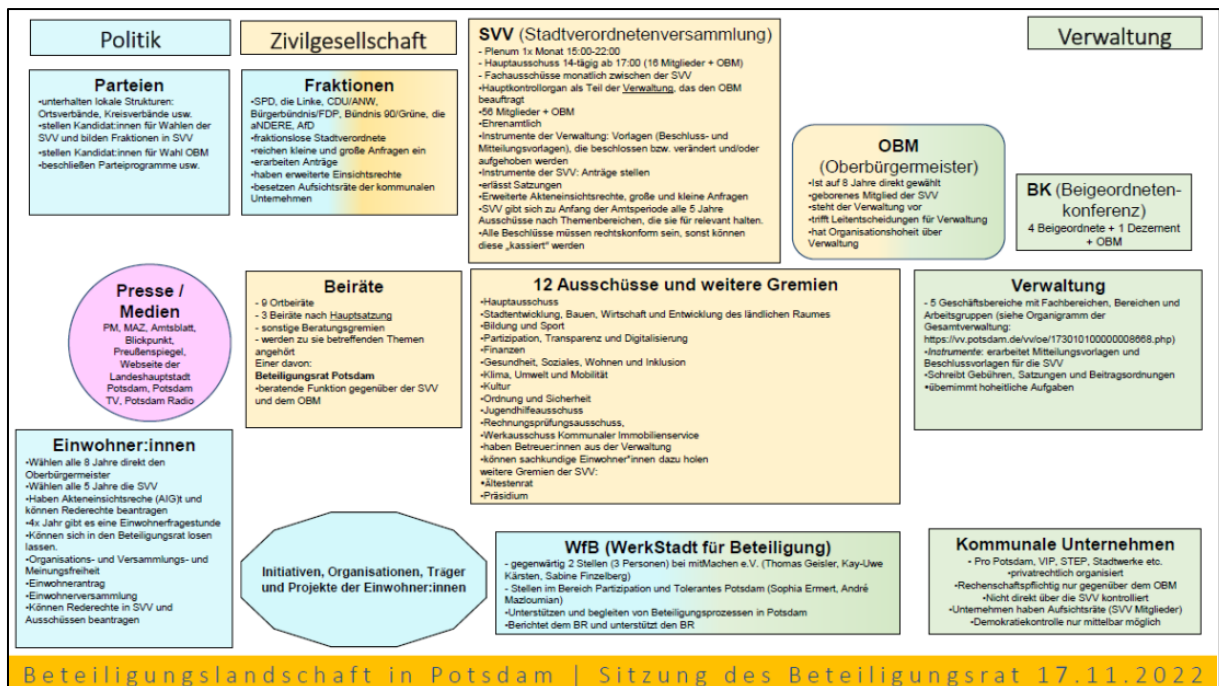 Politik
Zivilgesellschaft
Verwaltung
Parteien
•unterhalten lokale Strukturen:
Ortsverbände, Kreisverbände usw.
•stellen Kandidat:innen für Wahlen der
SVV und bilden Fraktionen in SVV
•stellen Kandidat:innen für Wahl OBM
•beschließen Parteiprogramme usw.
Fraktionen
•SPD, die Linke, CDU/ANW,
Bürgerbündnis/FDP, Bündnis 90/Grüne, die
aNDERE, AfD
•fraktionslose Stadtverordnete
•reichen kleine und große Anfragen ein
•erarbeiten Anträge
•haben erweiterte Einsichtsrechte
•besetzen Aufsichtsräte der kommunalen
Unternehmen
SVV (Stadtverordnetenversammlung)
- Plenum 1x Monat 15:00-22:00
- Hauptausschuss 14-tägig ab 17:00 (16 Mitglieder + OBM)
- Fachausschüsse monatlich zwischen der SVV
•Hauptkontrollorgan als Teil der Verwaltung, das den OBM
beauftragt
•56 Mitglieder + OBM
•Ehrenamtlich
•Instrumente der Verwaltung: Vorlagen (Beschluss- und
Mitteilungsvorlagen), die beschlossen bzw. verändert und/oder
aufgehoben werden
•Instrumente der SVV: Anträge stellen
•erlässt Satzungen
•Erweiterte Akteneinsichtsrechte, große und kleine Anfragen
•SVV gibt sich zu Anfang der Amtsperiode alle 5 Jahre
Ausschüsse nach Themenbereichen, die sie für relevant halten.
•Alle Beschlüsse müssen rechtskonform sein, sonst können
diese „kassiert" werden
OBM
(Oberbürgermeister)
•Ist auf 8 Jahre direkt gewählt
•geborenes Mitglied der SVV
•steht der Verwaltung vor
•trifft Leitentscheidungen für Verwaltung
•hat Organisationshoheit über
Verwaltung
BK (Beigeordneten-
konferenz)
4 Beigeordnete + 1 Dezernent
+ OBM
Presse /
Medien
PM, MAZ, Amtsblatt,
Blickpunkt,
Preußenspiegel,
Webseite der
Landeshauptstadt
Potsdam, Potsdam
TV, Potsdam Radio
Beiräte
- 9 Ortbeiräte
- 3 Beiräte nach Hauptsatzung
- sonstige Beratungsgremien
- werden zu sie betreffenden Themen
angehört
Einer davon:
Beteiligungsrat Potsdam
•beratende Funktion gegenüber der SVV
und dem OBM
12 Ausschüsse und weitere Gremien
•Hauptausschuss
•Stadtentwicklung, Bauen, Wirtschaft und Entwicklung des ländlichen Raumes
•Bildung und Sport
•Partizipation, Transparenz und Digitalisierung
•Finanzen
•Gesundheit, Soziales, Wohnen und Inklusion
•Klima, Umwelt und Mobilität
•Kultur
•Ordnung und Sicherheit
•Jugendhilfeausschuss
•Rechnungsprüfungsausschuss,
•Werkausschuss Kommunaler Immobilienservice
•haben Betreuer:innen aus der Verwaltung
•können sachkundige Einwohner*innen dazu holen
weitere Gremien der SVV:
•Ältestenrat
•Präsidium
Verwaltung
- 5 Geschäftsbereiche mit Fachbereichen, Bereichen und
Arbeitsgruppen (siehe Organigramm der
Gesamtverwaltung:
https://vv.potsdam.de/vv/oe/173010100000008668.php)
•Instrumente: erarbeitet Mitteilungsvorlagen und
Beschlussvorlagen für die SVV
•Schreibt Gebühren, Satzungen und Beitragsordnungen
•übernimmt hoheitliche Aufgaben
Einwohner:innen
•Wählen alle 8 Jahre direkt den
Oberbürgermeister
•Wählen alle 5 Jahre die SVV
•Haben Akteneinsichtsreche (AIG)t und
können Rederechte beantragen
•4x Jahr gibt es eine Einwohnerfragestunde
•Können sich in den Beteiligungsrat losen
lassen.
•Organisations- und Versammlungs- und
Meinungsfreiheit
•Einwohnerantrag
•Einwohnerversammlung
•Können Rederechte in SVV und
Ausschüssen beantragen
Initiativen, Organisationen, Träger
und Projekte der Einwohner:innen
WfB (WerkStadt für Beteiligung)
- gegenwärtig 2 Stellen (3 Personen) bei mitMachen e.V. (Thomas Geisler, Kay-Uwe
Kärsten, Sabine Finzelberg)
- Stellen im Bereich Partizipation und Tolerantes Potsdam (Sophia Ermert, André
Mazloumian)
-Unterstützen und begleiten von Beteiligungsprozessen in Potsdam
-Berichtet dem BR und unterstützt den BR
Kommunale Unternehmen
- Pro Potsdam, VIP, STEP, Stadtwerke etc.
•privatrechtlich organisiert
•Rechenschaftspflichtig nur gegenüber dem OBM
•Nicht direkt über die SVV kontrolliert
•Unternehmen haben Aufsichtsräte (SVV Mitglieder)
•Demokratiekontrolle nur mittelbar möglich
Beteiligungslandschaft in Potsdam | Sitzung des Beteiligungsrat 17.11.2022